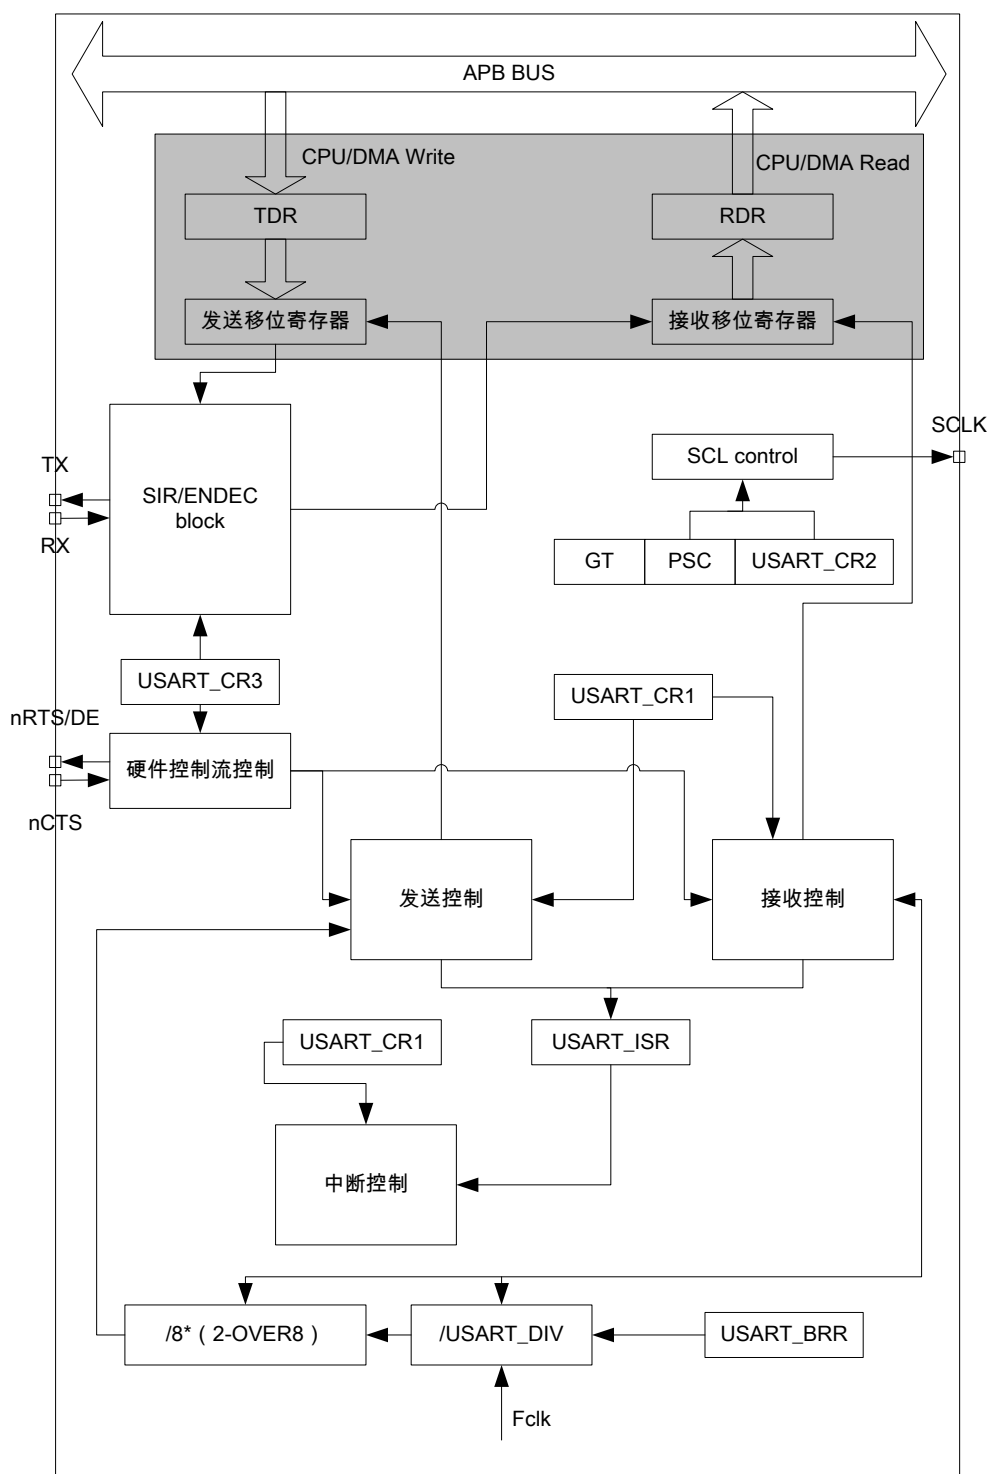 APB BUS
CPU/DMA Write
CPU/DMA Read
TDR
RDR
发送移位寄存器
接收移位寄存器
SCLK
SCL control
TX
SIR/ENDEC
block
RX
GT
PSC
USART_CR2
USART_CR3
USART_CR1
nRTS/DE
硬件控制流控制
nCTS
发送控制
接收控制
USART_CR1
USART_ISR
中断控制
/8*（2-OVER8）
/USART_DIV
USART_BRR
Fclk